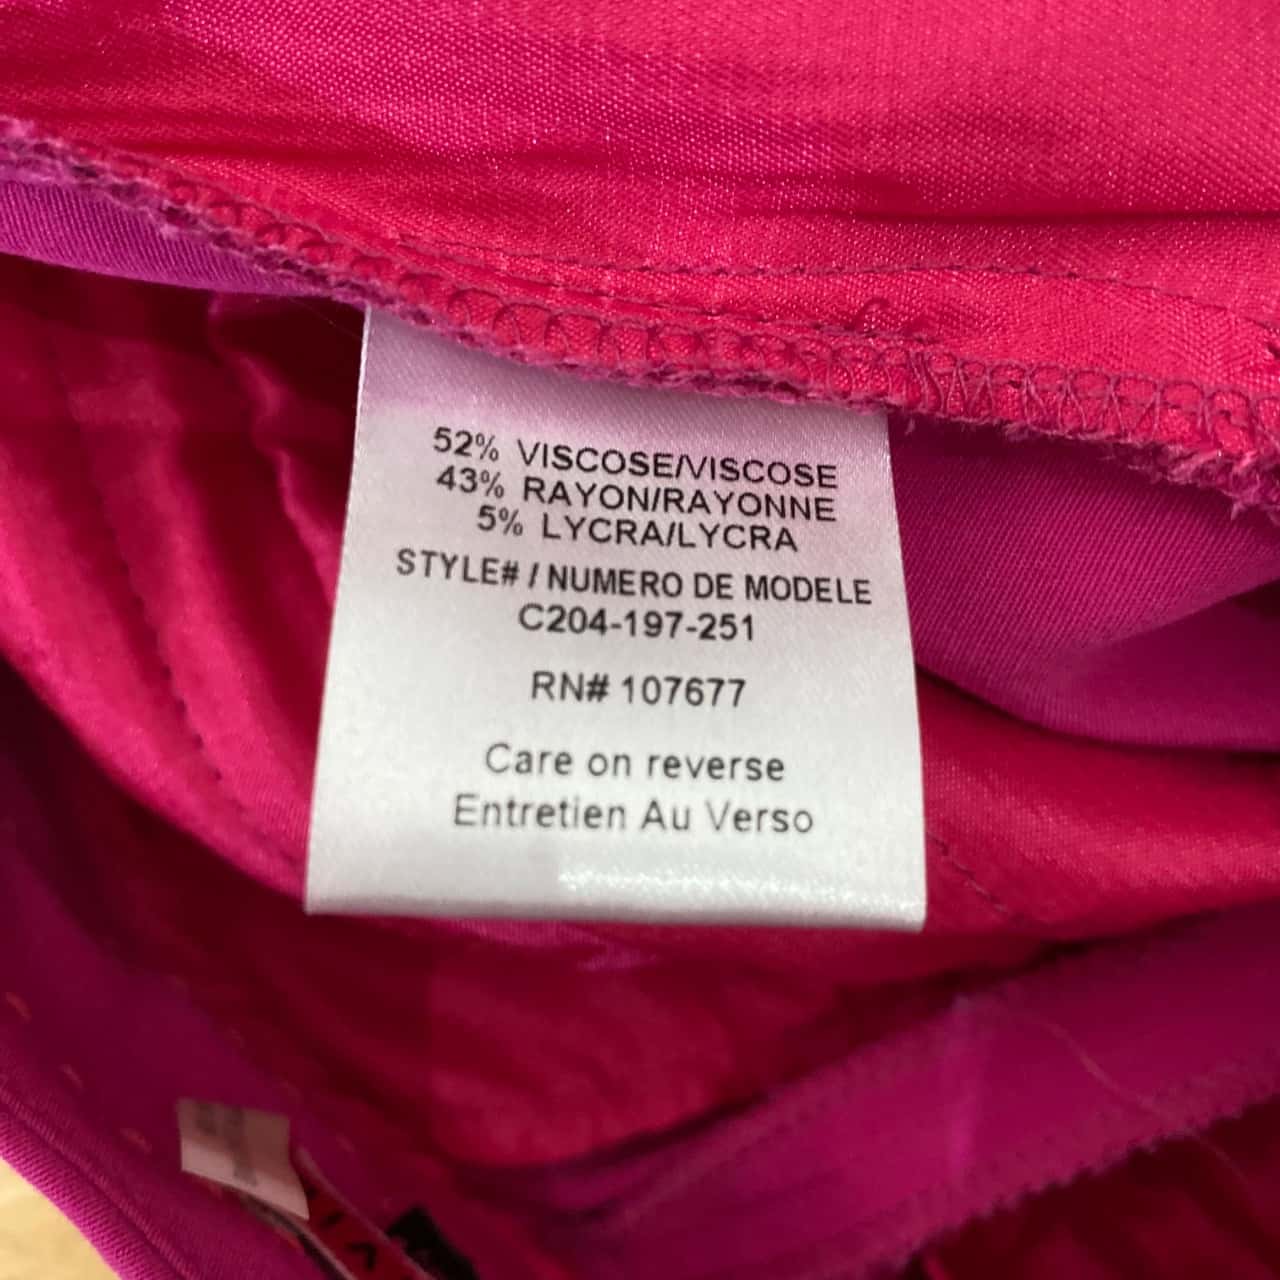 52% VISCOSE/VISCOSE
43% RAYON/RAYONNE
5% LYCRA/LYCRA
STYLE# / NUMERO DE MODELE
C204-197-251
RN# 107677
Care on reverse
Entretien Au Verso